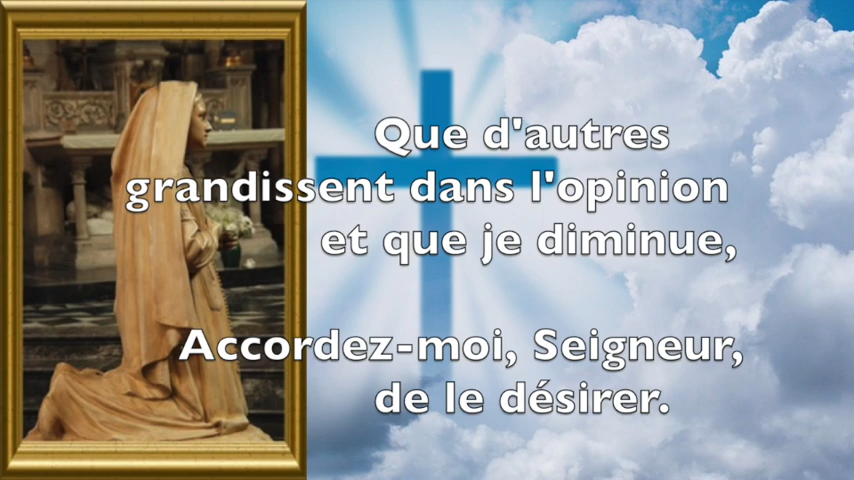 Que d'autres
grandissent dans l'opinion
et que je diminue,
Accordez-moi, Seigneur,
de le désirer.